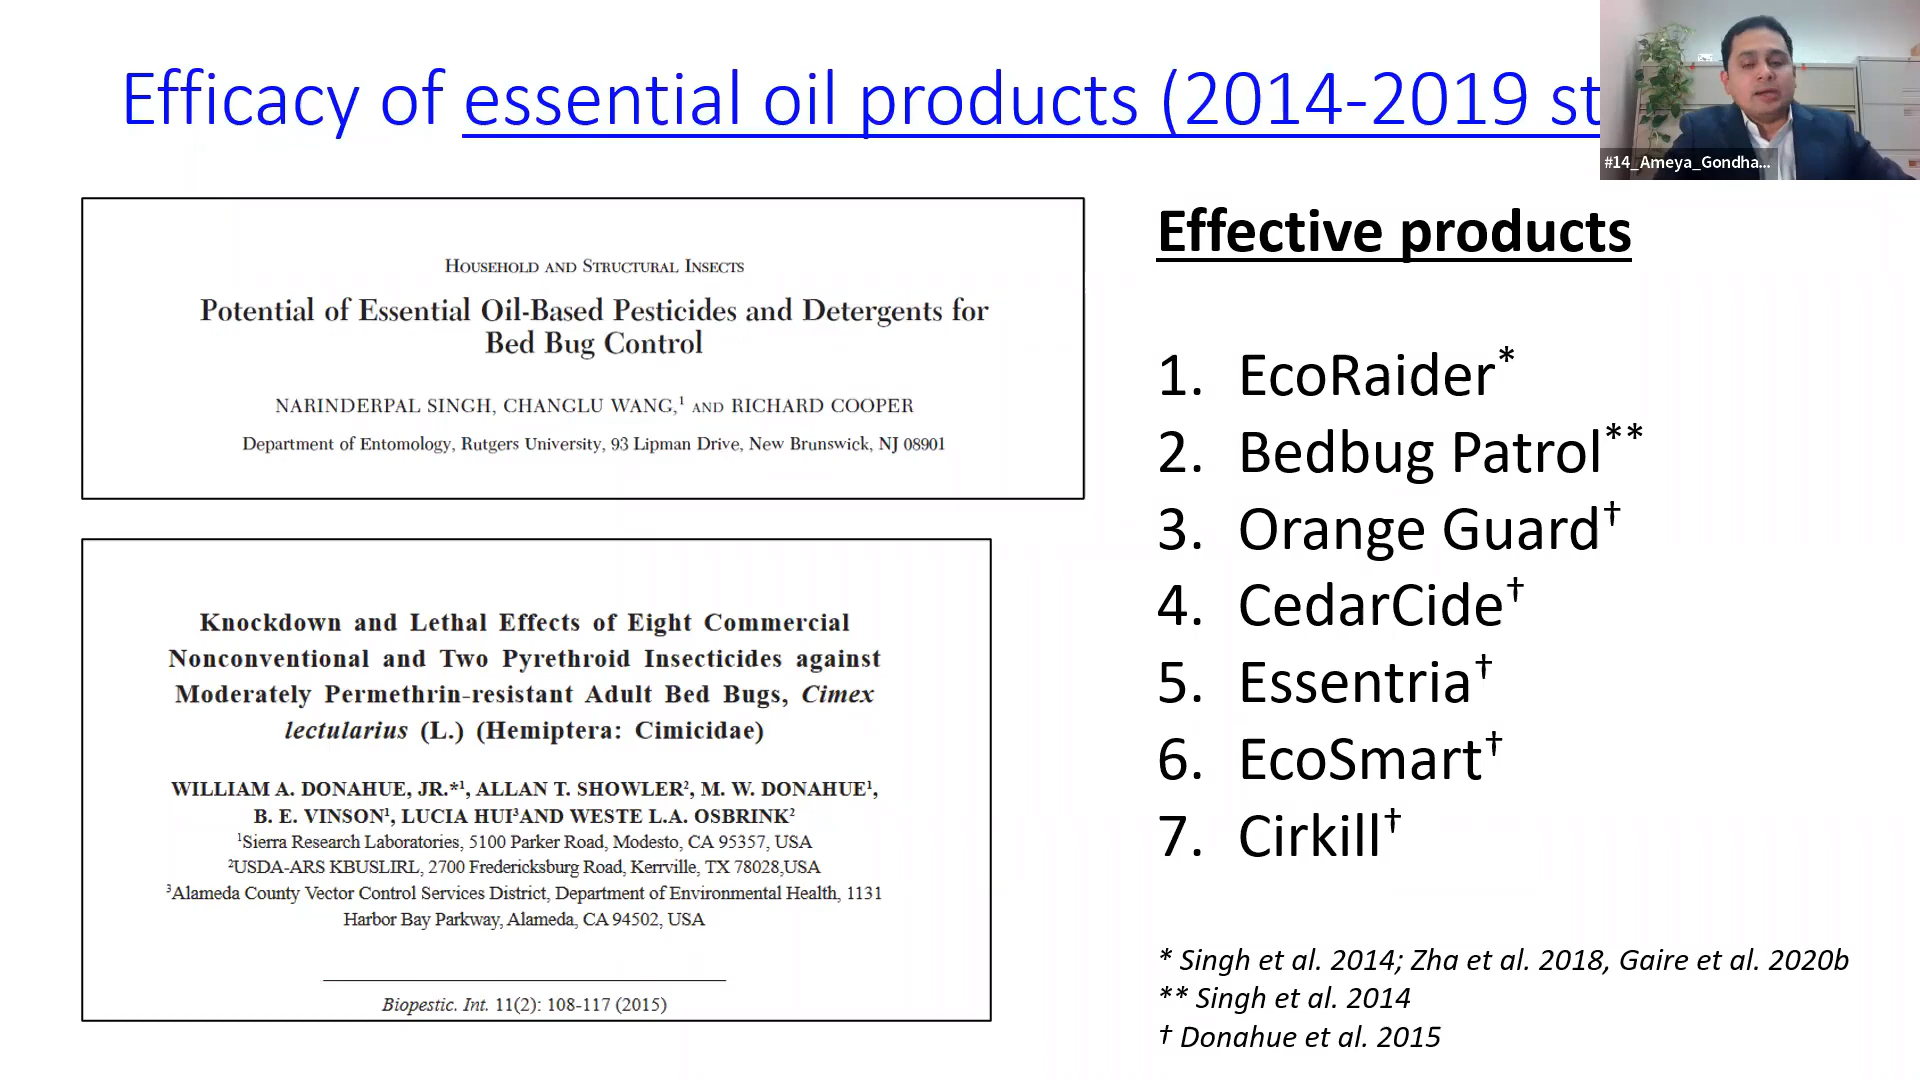 Efficacy of essential oil products (2014-2019 st
#14_Ameya_Gondha...
HOUSEHOLD AND STRUCTURAL INSECTS
Potential of Essential Oil-Based Pesticides and Detergents for
Bed Bug Control
NARINDERPAL SINGH, CHANGLU WANG,¹ AND RICHARD COOPER
Department of Entomology, Rutgers University, 93 Lipman Drive, New Brunswick, NJ 08901
Knockdown and Lethal Effects of Eight Commercial
Nonconventional and Two Pyrethroid Insecticides against
Moderately Permethrin-resistant Adult Bed Bugs, Cimex
lectularius (L.) (Hemiptera: Cimicidae)
WILLIAM A. DONAHUE, JR.*¹, ALLAN T. SHOWLER², M. W. DONAHUE¹,
B. E. VINSON¹, LUCIA HUI³AND WESTE L.A. OSBRINK²
¹Sierra Research Laboratories, 5100 Parker Road, Modesto, CA 95357, USA
²USDA-ARS KBUSLIRL, 2700 Fredericksburg Road, Kerrville, TX 78028,USA
³Alameda County Vector Control Services District, Department of Environmental Health, 1131
Harbor Bay Parkway, Alameda, CA 94502, USA
Biopestic. Int. 11(2): 108-117 (2015)
Effective products
1. EcoRaider*
2. Bedbug Patrol**
3. Orange Guard†
4. CedarCide†
5. Essentria†
6. EcoSmart†
7. Cirkill†
* Singh et al. 2014; Zha et al. 2018, Gaire et al. 2020b
** Singh et al. 2014
† Donahue et al. 2015